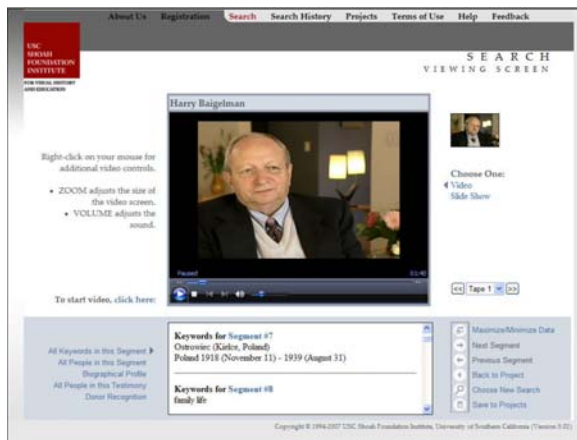 About Us Registration Search Search History Projects Terms of Use Help Feedback
USC
SHOAH
FOUNDATION
INSTITUTE
FOR VISUAL HISTORY
AND EDUCATION
SEARCH
VIEWING SCREEN
Harry Baigelman
Right-click on your mouse for
additional video controls.
• ZOOM adjusts the size of
the video screen.
• VOLUME adjusts the
sound.
To start video, click here:
Paused 01:40
Choose One:
Video
Slide Show
<< Tape 1 >>
All Keywords in this Segment
All People in this Segment
Biographical Profile
All People in this Testimony
Donor Recognition
Keywords for Segment #7
Ostrowiec (Kielce, Poland)
Poland 1918 (November 11) - 1939 (August 31)
Keywords for Segment #8
family life
Maximize/Minimize Data
Next Segment
Previous Segment
Back to Project
Choose New Search
Save to Projects
Copyright © 1994-2007 USC Shoah Foundation Institute, University of Southern California (Version 3.02)